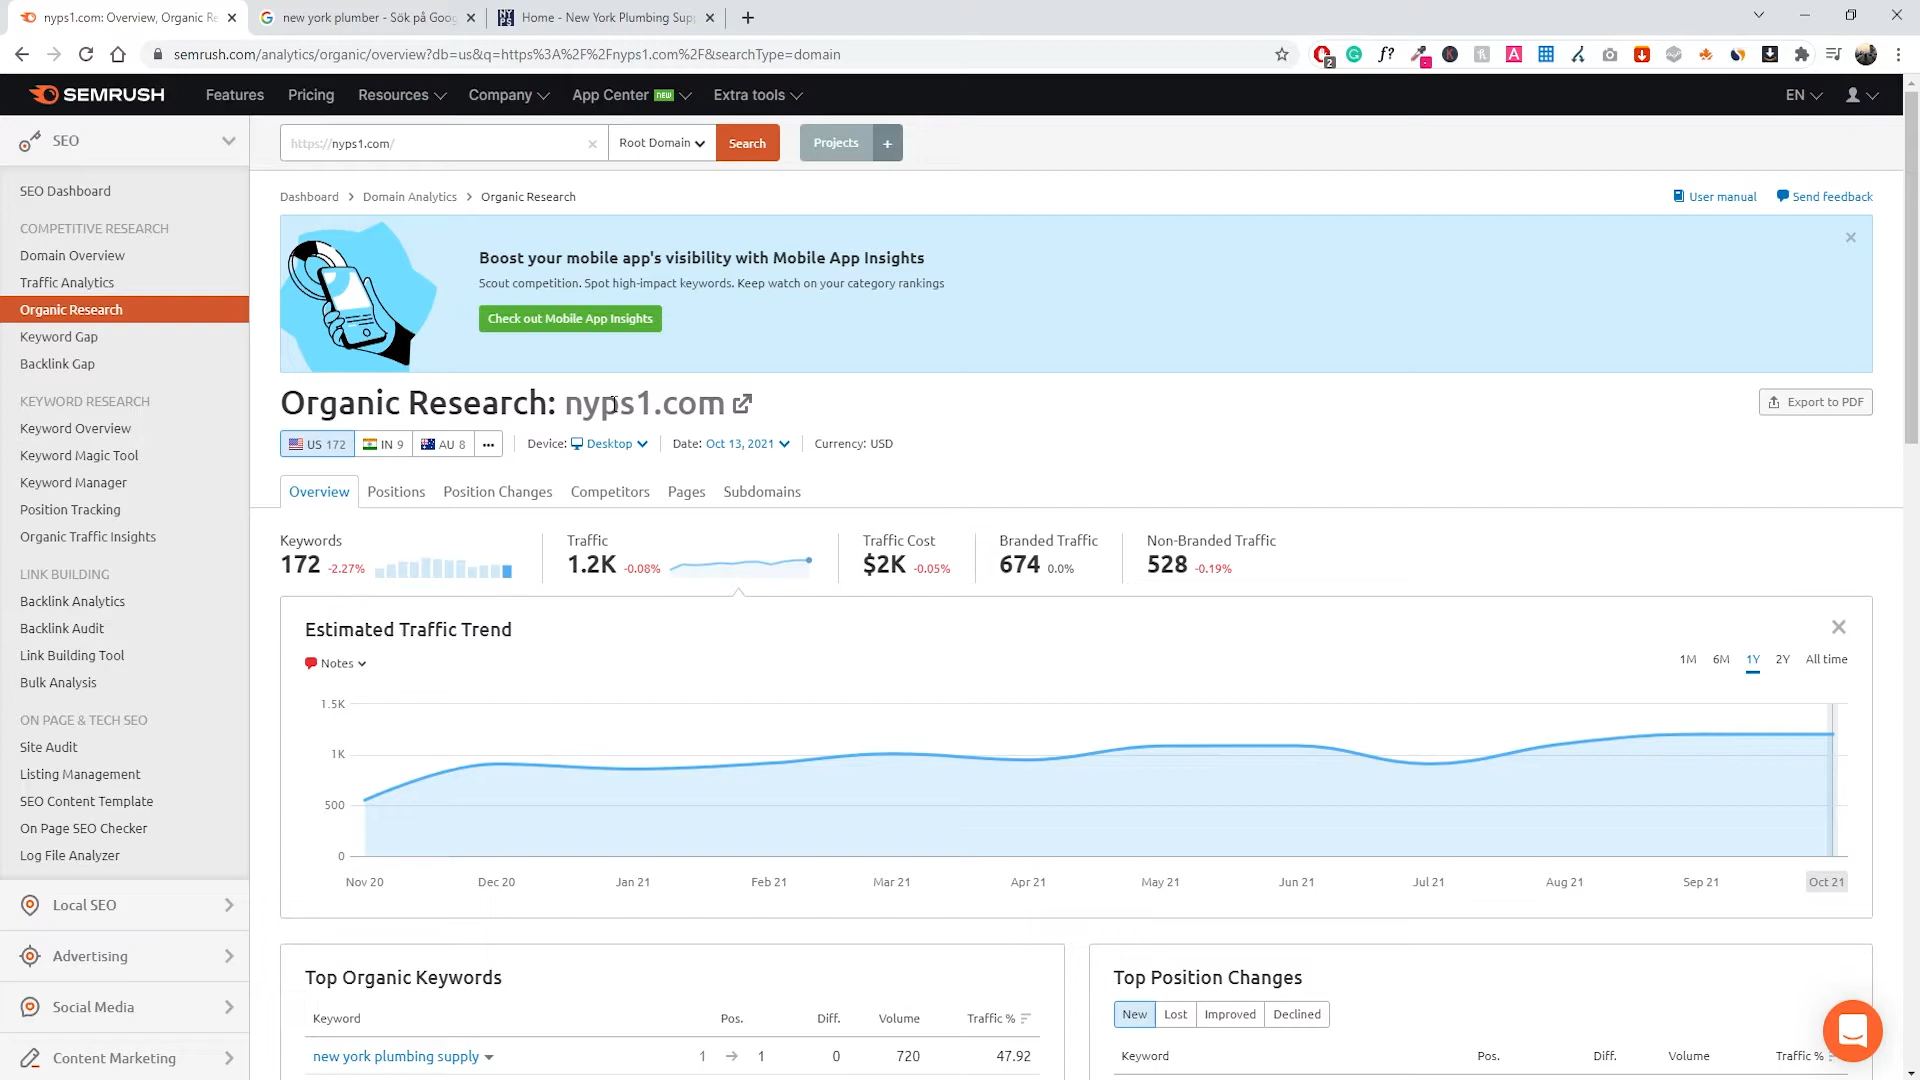 nyps1.com: Overview, Organic Re
new york plumber - Sök på Goog
Home - New York Plumbing Supp
semrush.com/analytics/organic/overview?db=us&q=https%3A%2F%2Fnyps1.com%2F&searchType=domain
SEMRUSH
Features
Pricing
Resources
Company
App Center NEW
Extra tools
EN
SEO
https://nyps1.com/
Root Domain
Search
Projects
+
SEO Dashboard
COMPETITIVE RESEARCH
Domain Overview
Traffic Analytics
Organic Research
Keyword Gap
Backlink Gap
KEYWORD RESEARCH
Keyword Overview
Keyword Magic Tool
Keyword Manager
Position Tracking
Organic Traffic Insights
LINK BUILDING
Backlink Analytics
Backlink Audit
Link Building Tool
Bulk Analysis
ON PAGE & TECH SEO
Site Audit
Listing Management
SEO Content Template
On Page SEO Checker
Log File Analyzer
Local SEO
Advertising
Social Media
Content Marketing
Dashboard > Domain Analytics > Organic Research
User manual
Send feedback
Boost your mobile app's visibility with Mobile App Insights
Scout competition. Spot high-impact keywords. Keep watch on your category rankings
Check out Mobile App Insights
Organic Research: nyps1.com
Export to PDF
US 172
IN 9
AU 8
Device: Desktop
Date: Oct 13, 2021
Currency: USD
Overview
Positions
Position Changes
Competitors
Pages
Subdomains
Keywords
172 -2.27%
Traffic
1.2K -0.08%
Traffic Cost
$2K -0.05%
Branded Traffic
674 0.0%
Non-Branded Traffic
528 -0.19%
Estimated Traffic Trend
Notes
1M 6M 1Y 2Y All time
1.5K
1K
500
0
Nov 20 Dec 20 Jan 21 Feb 21 Mar 21 Apr 21 May 21 Jun 21 Jul 21 Aug 21 Sep 21 Oct 21
Top Organic Keywords
Keyword Pos. Diff. Volume Traffic %
new york plumbing supply 1 → 1 0 720 47.92
Top Position Changes
New Lost Improved Declined
Keyword Pos. Diff. Volume Traffic %